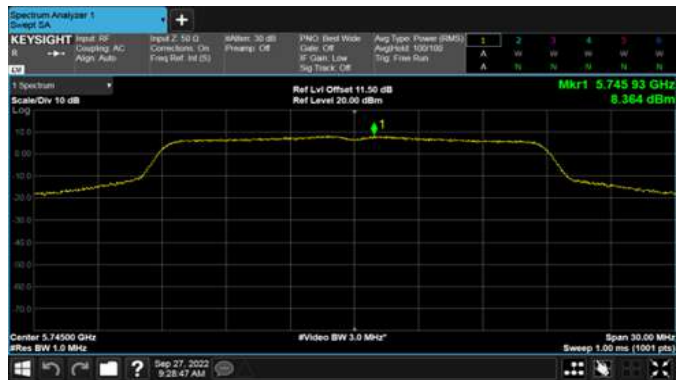 Spectrum Analyzer 1
Swept SA
+
KEYSIGHT Input: RF Input Z: 50 Ω #Atten: 30 dB PNO: Best Wide Avg Type: Power (RMS) 1 2 3 4 5 6
R Coupling: AC Corrections: On Preamp: Off Gate: Off Avg|Hold: 100/100 A W W W W W
Align: Auto Freq Ref: Int (S) IF Gain: Low Trig: Free Run
Sig Track: Off A N N N N N
1 Spectrum Ref Lvl Offset 11.50 dB Mkr1 5.745 93 GHz
Scale/Div 10 dB Ref Level 20.00 dBm 8.364 dBm
Log
1
10.0
0.00
-10.0
-20.0
-30.0
-40.0
-50.0
-60.0
-70.0
Center 5.74500 GHz #Video BW 3.0 MHz* Span 30.00 MHz
#Res BW 1.0 MHz Sweep 1.00 ms (1001 pts)
? Sep 27, 2022
9:28:47 AM